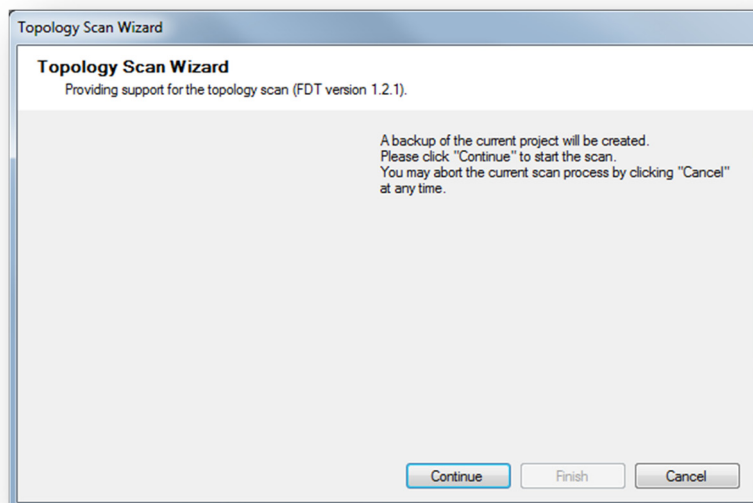 Topology Scan Wizard
Topology Scan Wizard
Providing support for the topology scan (FDT version 1.2.1).
A backup of the current project will be created.
Please click "Continue" to start the scan.
You may abort the current scan process by clicking "Cancel"
at any time.
Continue
Finish
Cancel